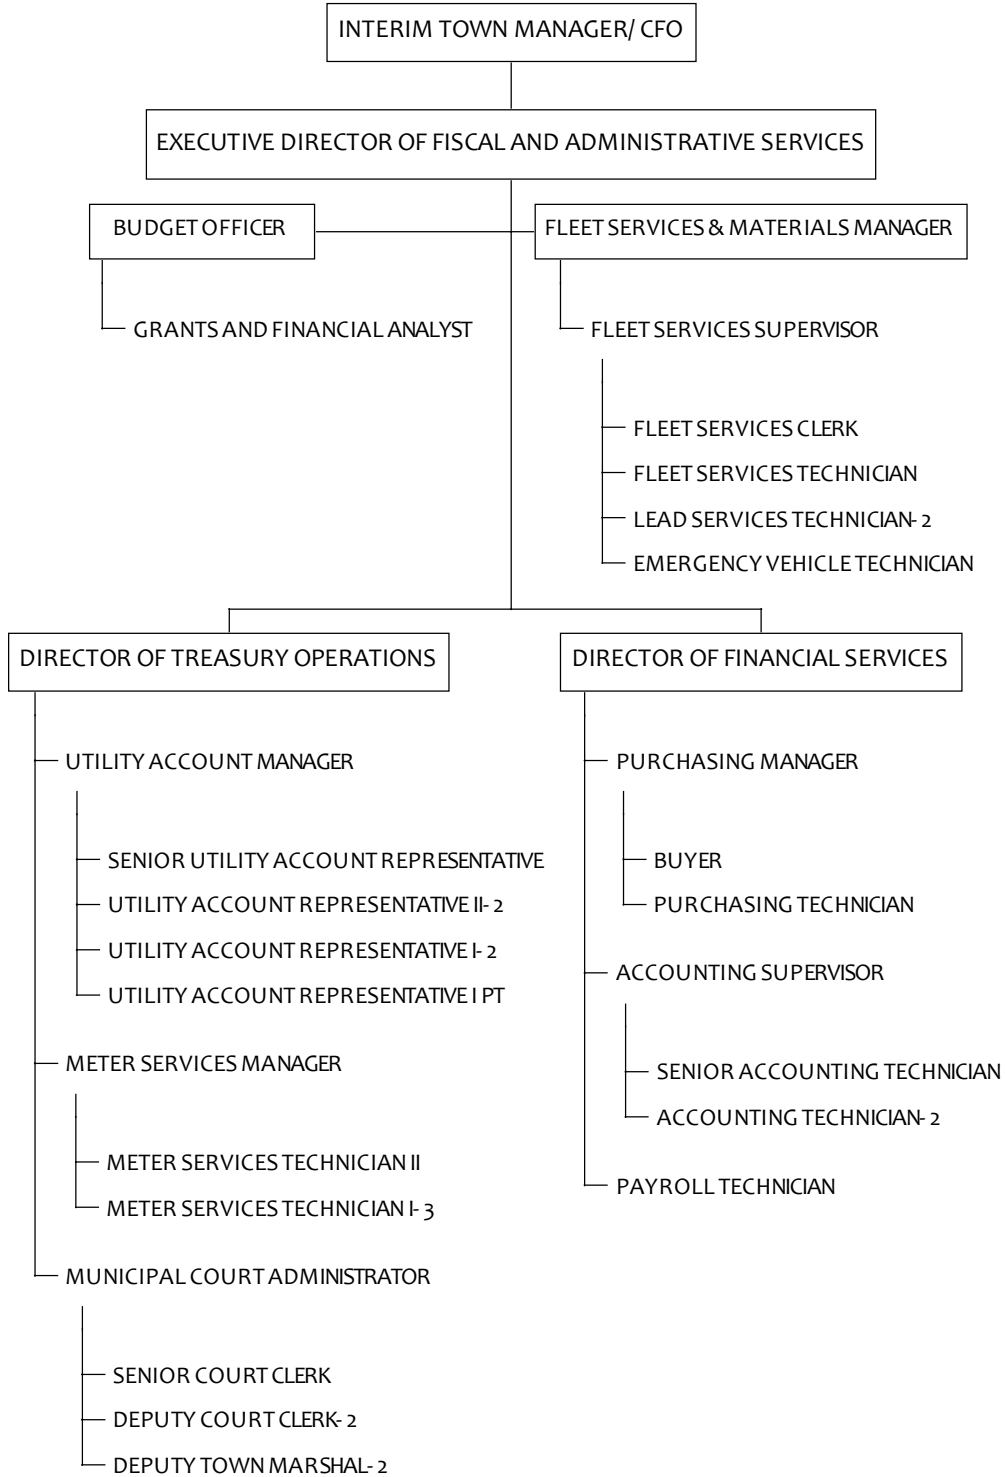 INTERIM TOWN MANAGER/ CFO
EXECUTIVE DIRECTOR OF FISCAL AND ADMINISTRATIVE SERVICES
BUDGET OFFICER
GRANTS AND FINANCIAL ANALYST
FLEET SERVICES & MATERIALS MANAGER
FLEET SERVICES SUPERVISOR
FLEET SERVICES CLERK
FLEET SERVICES TECHNICIAN
LEAD SERVICES TECHNICIAN- 2
EMERGENCY VEHICLE TECHNICIAN
DIRECTOR OF TREASURY OPERATIONS
UTILITY ACCOUNT MANAGER
SENIOR UTILITY ACCOUNT REPRESENTATIVE
UTILITY ACCOUNT REPRESENTATIVE II- 2
UTILITY ACCOUNT REPRESENTATIVE I- 2
UTILITY ACCOUNT REPRESENTATIVE I PT
METER SERVICES MANAGER
METER SERVICES TECHNICIAN II
METER SERVICES TECHNICIAN I- 3
MUNICIPAL COURT ADMINISTRATOR
SENIOR COURT CLERK
DEPUTY COURT CLERK- 2
DEPUTY TOWN MARSHAL- 2
DIRECTOR OF FINANCIAL SERVICES
PURCHASING MANAGER
BUYER
PURCHASING TECHNICIAN
ACCOUNTING SUPERVISOR
SENIOR ACCOUNTING TECHNICIAN
ACCOUNTING TECHNICIAN- 2
PAYROLL TECHNICIAN